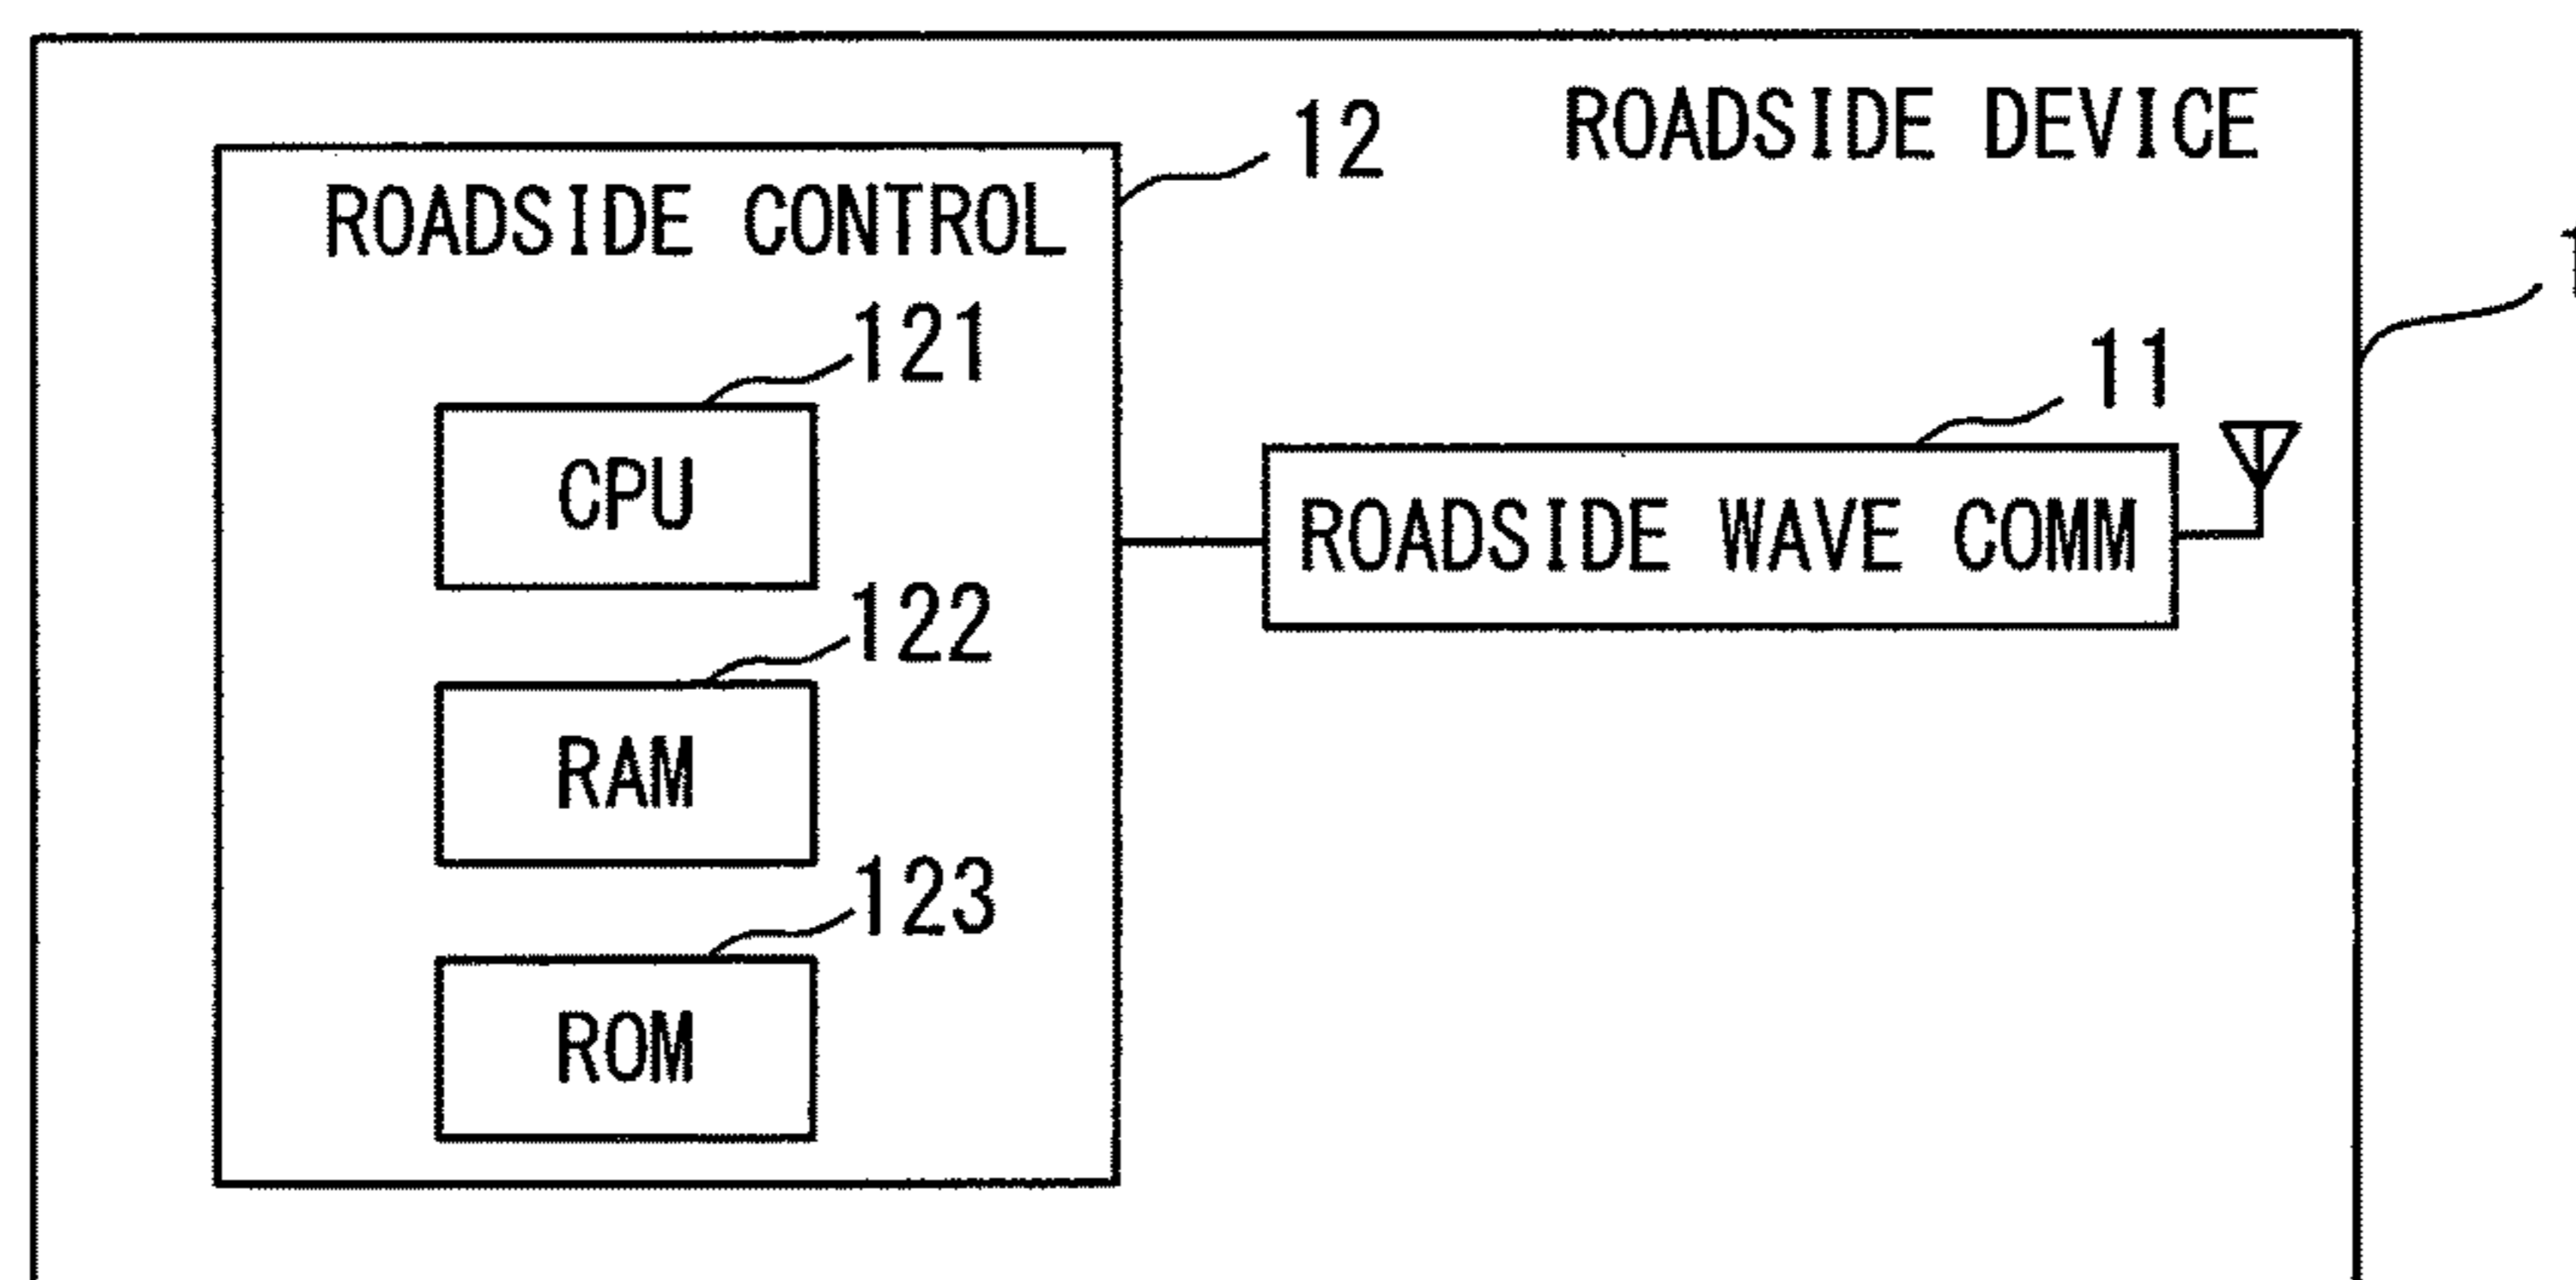 ROADSIDE DEVICE
12
ROADSIDE CONTROL
121
CPU
11
ROADSIDE WAVE COMM
122
RAM
123
ROM